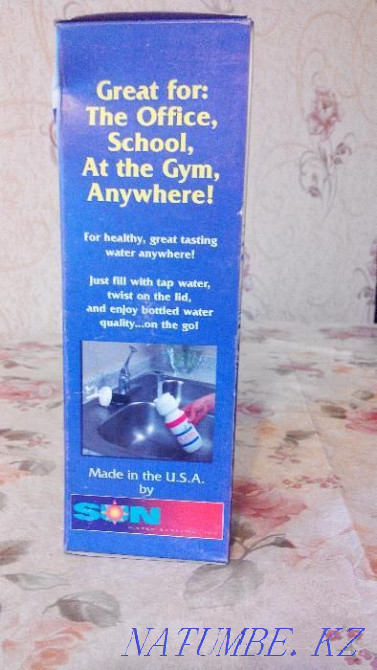 Great for:
The Office,
School,
At the Gym,
Anywhere!
For healthy, great tasting
water anywhere!
Just fill with tap water,
twist on the lid,
and enjoy bottled water
quality...on the go!
Made in the U.S.A.
by
SUN
NATUMBE. KZ